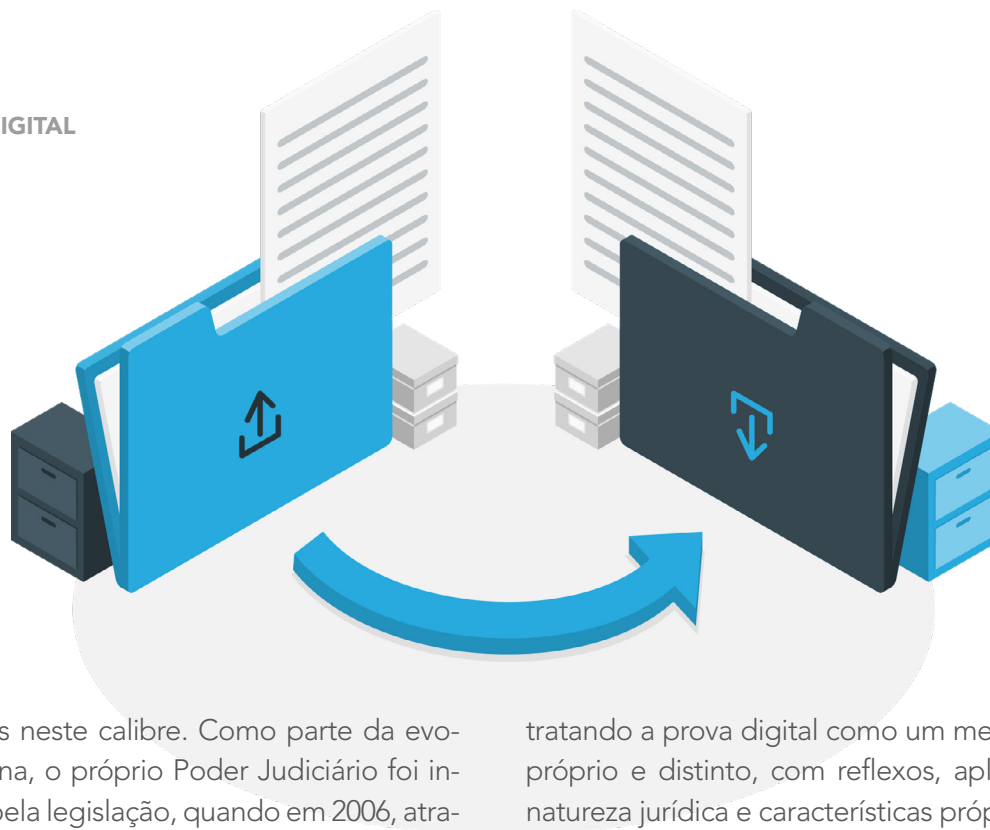 IGITAL
s neste calibre. Como parte da evo-
na, o próprio Poder Judiciário foi in-
pela legislação, quando em 2006, atra-
tratando a prova digital como um me
próprio e distinto, com reflexos, apl
natureza jurídica e características próp